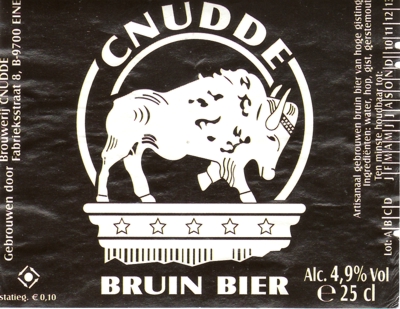 CNUDDE
BRUIN BIER
Gebrouwen door Brouwerij CNUDDE
Fabrieksstraat 8, B-9700 EINE
statieg. € 0,10
Alc. 4,9% Vol
℮ 25 cl
Artisanaal gebrouwen bruin bier van hoge gisting
Ingrediënten: water, hop, gist, gerstemout
Ten minste houdbaar tot:
J F M A M J J A S O N D 10 11 12
Lot: A B C D